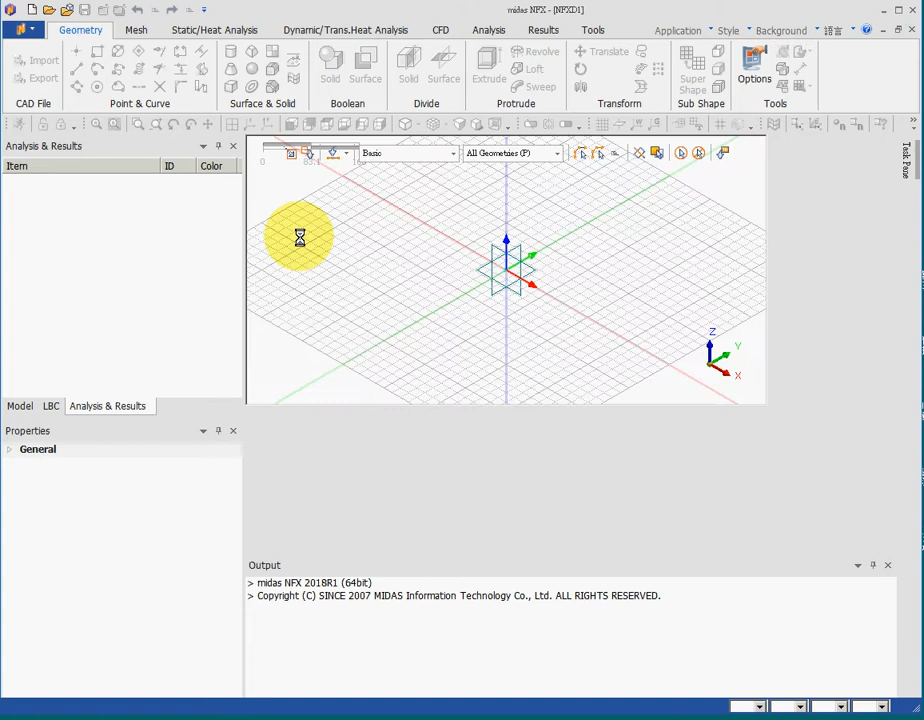 midas NFX - [NFXD1]
Geometry Mesh Static/Heat Analysis Dynamic/Trans.Heat Analysis CFD Analysis Results Tools Application Style Background 語言
Import
Export
CAD File
Point & Curve
Surface & Solid
Solid Surface
Boolean
Solid Surface
Divide
Extrude
Revolve
Loft
Sweep
Protrude
Translate
Transform
Super Shape
Sub Shape
Options
Tools
Analysis & Results
Item ID Color
Basic All Geometries (P)
0
Task Pane
Z
Y
X
Model LBC Analysis & Results
Properties
General
Output
> midas NFX 2018R1 (64bit)
> Copyright (C) SINCE 2007 MIDAS Information Technology Co., Ltd. ALL RIGHTS RESERVED.